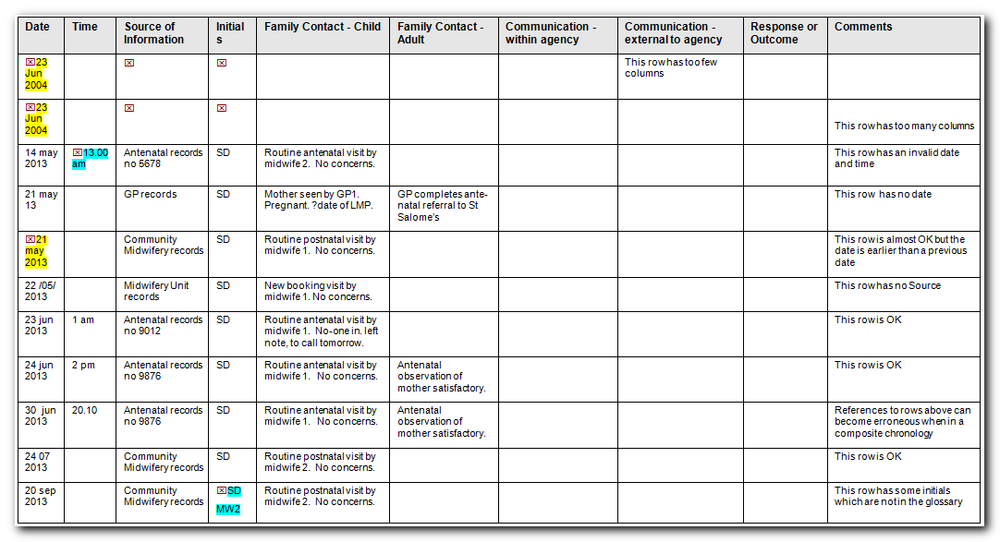 Date
Time
Source of
Information
Initial
s
Family Contact - Child
Family Contact -
Adult
Communication -
within agency
Communication -
external to agency
Response or
Outcome
Comments
☒23
Jun
2004
☒
☒
This row has too few
columns
☒23
Jun
2004
☒
☒
This row has too many columns
14 may
2013
☒13.00
am
Antenatal records
no 5678
SD
Routine antenatal visit by
midwife 2.  No concerns.
This row has an invalid date
and time
21 may
13
GP records
SD
Mother seen by GP1.
Pregnant. ?date of LMP.
GP completes ante-
natal referral to St
Salome's
This row  has no date
☒21
may
2013
Community
Midwifery records
SD
Routine postnatal visit by
midwife 1.  No concerns.
This row is almost OK but the
date is earlier than a previous
date
22 /05/
2013
Midwifery Unit
records
SD
New booking visit by
midwife 1. No concerns.
This row has no Source
23 jun
2013
1 am
Antenatal records
no 9012
SD
Routine antenatal visit by
midwife 1.  No-one in. left
note, to call tomorrow.
This row is OK
24 jun
2013
2 pm
Antenatal records
no 9876
SD
Routine antenatal visit by
midwife 1.   No concerns.
Antenatal
observation of
mother satisfactory.
This row is OK
30  jun
2013
20.10
Antenatal records
no 9876
SD
Routine antenatal visit by
midwife 1.   No concerns.
Antenatal
observation of
mother satisfactory.
References to rows above can
become erroneous when in a
composite chronology
24 07
2013
Community
Midwifery records
SD
Routine postnatal visit by
midwife 2.  No concerns.
This row is OK
20 sep
2013
Community
Midwifery records
☒SD
MW2
Routine postnatal visit by
midwife 2.  No concerns.
This row has some initials
which are not in the glossary